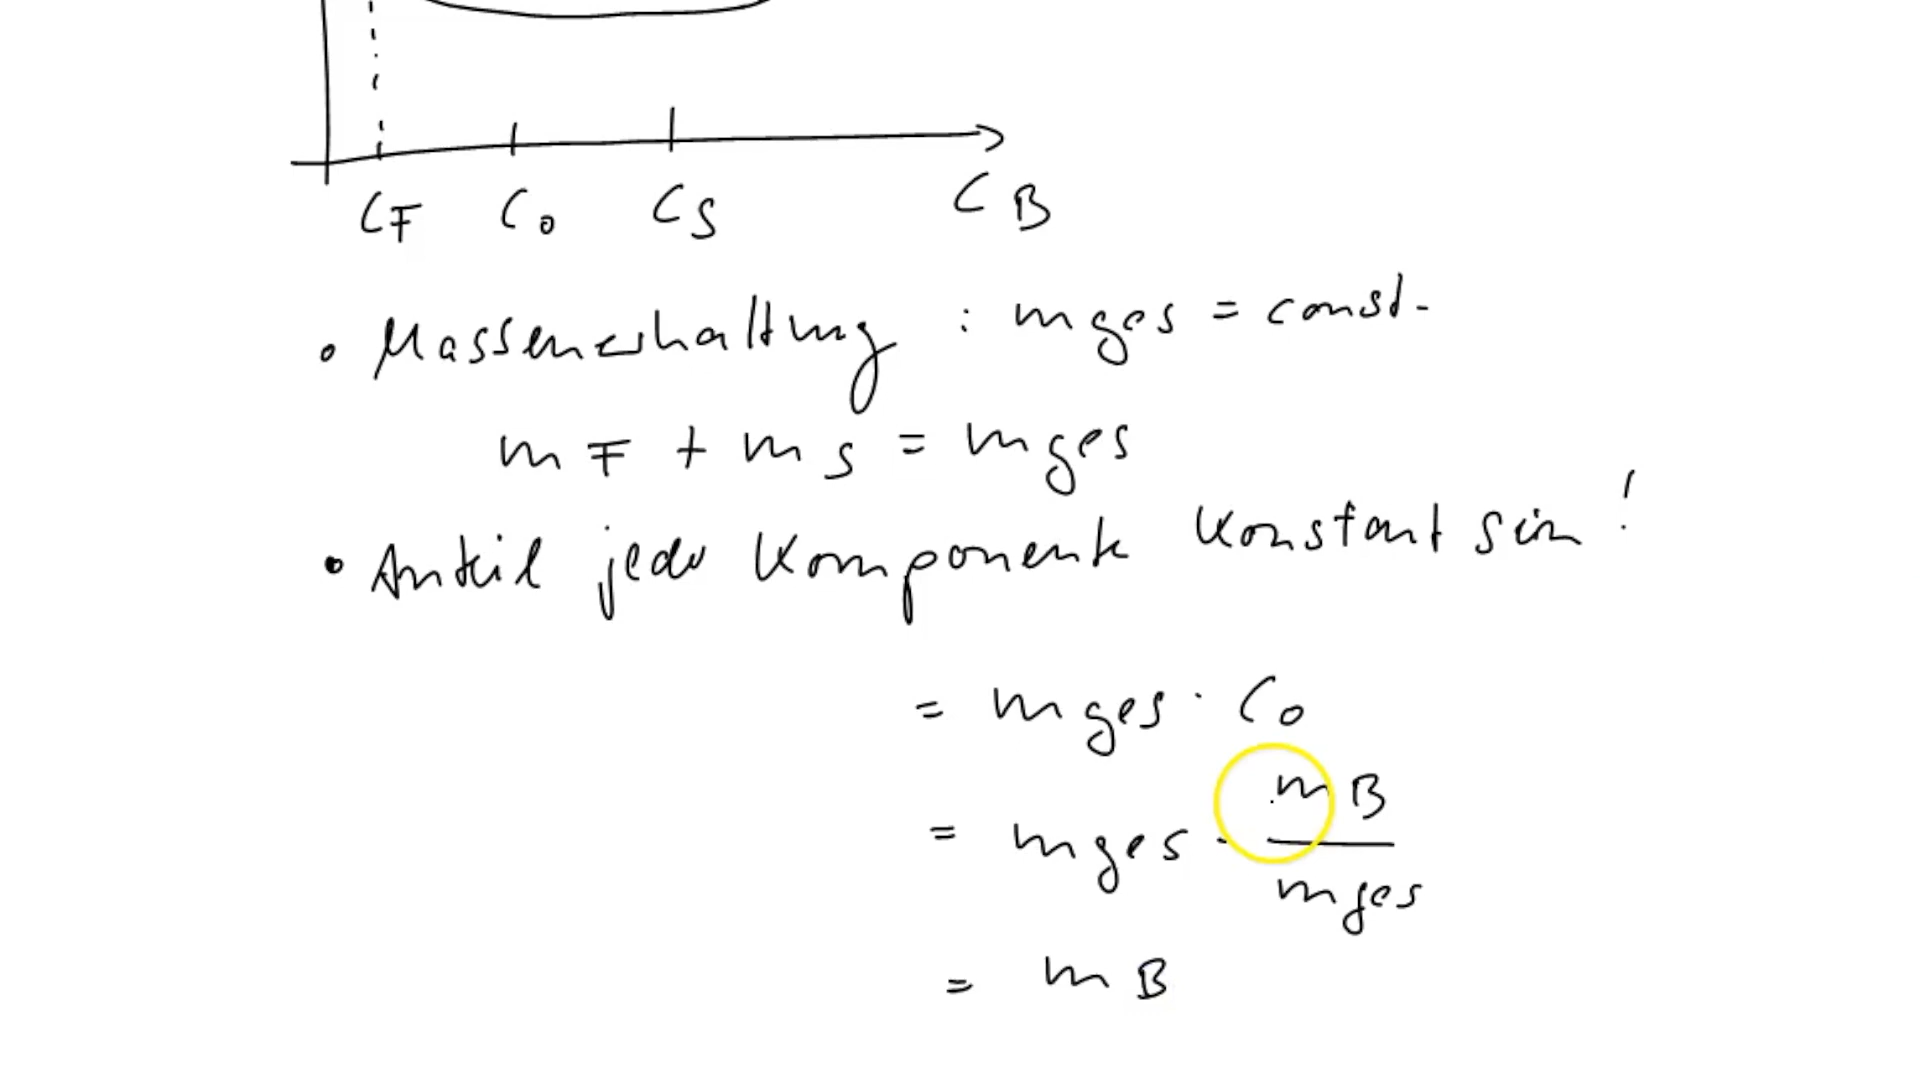 CF C0 CS CB
• Massenerhaltung : mges = const.
mF + mS = mges
• Anteil jeder Komponente konstant sein!
= mges · C0
= mges · mB / mges
= mB